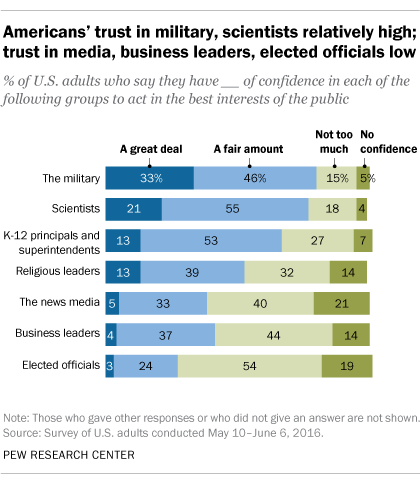 Americans' trust in military, scientists relatively high;
trust in media, business leaders, elected officials low
% of U.S. adults who say they have __ of confidence in each of the
following groups to act in the best interests of the public
A great deal A fair amount Not too much No confidence
The military 33% 46% 15% 5%
Scientists 21 55 18 4
K-12 principals and superintendents 13 53 27 7
Religious leaders 13 39 32 14
The news media 5 33 40 21
Business leaders 4 37 44 14
Elected officials 3 24 54 19
Note: Those who gave other responses or who did not give an answer are not shown.
Source: Survey of U.S. adults conducted May 10–June 6, 2016.
PEW RESEARCH CENTER